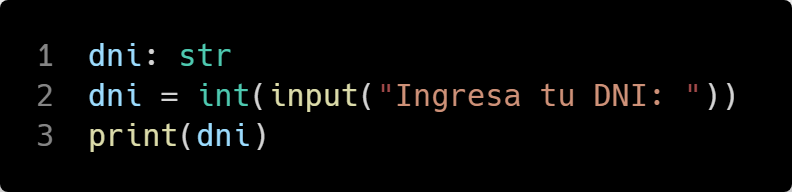 1 dni: str
2 dni = int(input("Ingresa tu DNI: "))
3 print(dni)